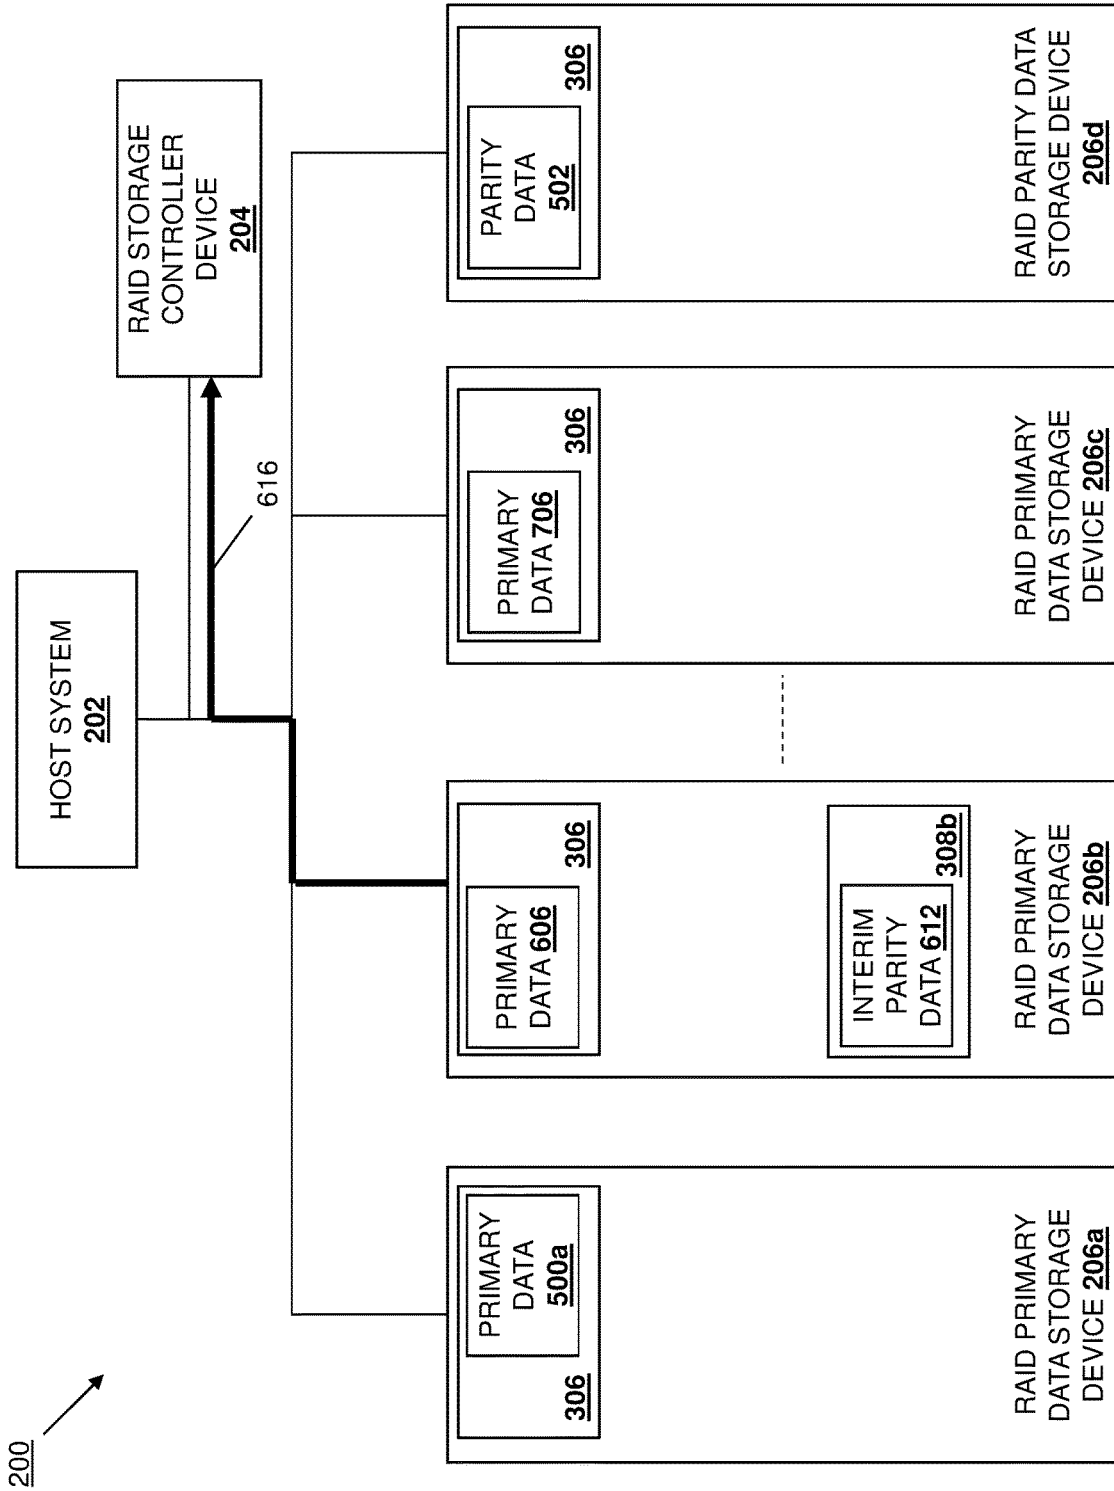 200
HOST SYSTEM
202
RAID STORAGE
CONTROLLER
DEVICE
204
616
306
PRIMARY
DATA
500a
RAID PRIMARY
DATA STORAGE
DEVICE 206a
PRIMARY
DATA 606
306
INTERIM
PARITY
DATA 612
308b
RAID PRIMARY
DATA STORAGE
DEVICE 206b
PRIMARY
DATA 706
306
RAID PRIMARY
DATA STORAGE
DEVICE 206c
PARITY
DATA
502
306
RAID PARITY DATA
STORAGE DEVICE
206d